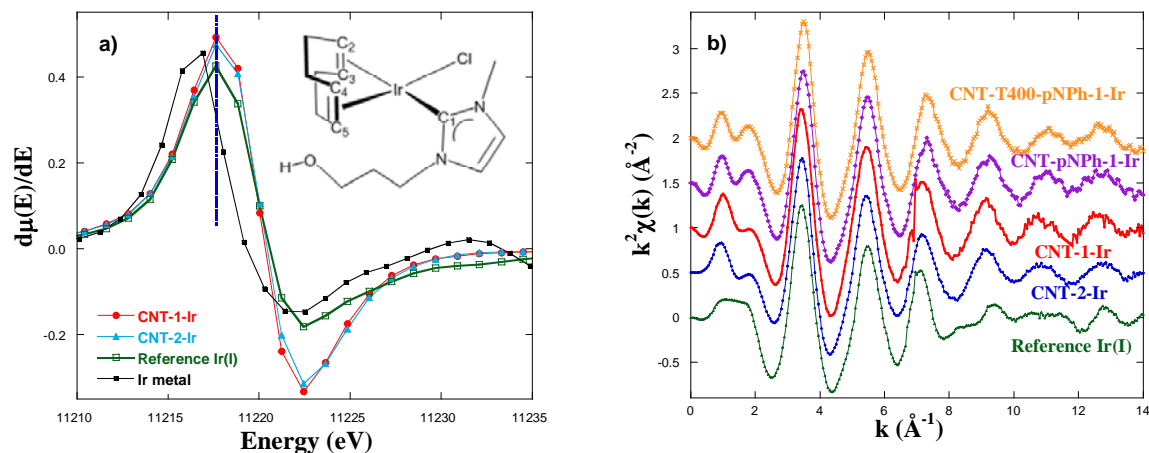 a)
dμ(E)/dE
0.4
0.2
0.0
-0.2
11210
11215
11220
11225
11230
11235
Energy (eV)
CNT-1-Ir
CNT-2-Ir
Reference Ir(I)
Ir metal
C2
C3
C4
C5
Ir
Cl
C1
N
N
H
O
b)
k²χ(k) (Å⁻²)
3
2.5
2
1.5
1
0.5
0
-0.5
0
2
4
6
8
10
12
14
k (Å⁻¹)
CNT-T400-pNPh-1-Ir
CNT-pNPh-1-Ir
CNT-1-Ir
CNT-2-Ir
Reference Ir(I)